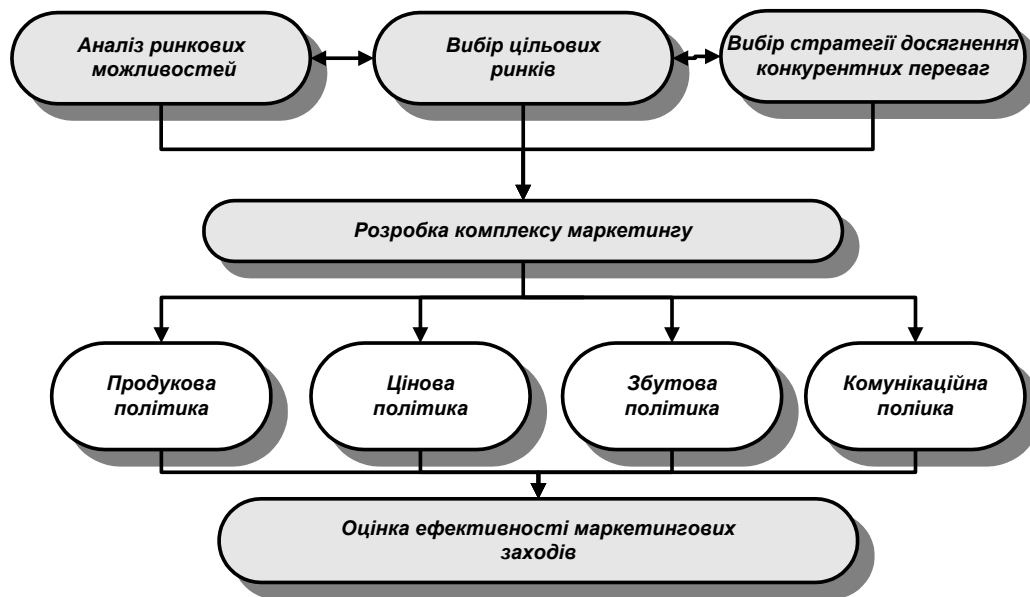 Аналіз ринкових
можливостей
Вибір цільових
ринків
Вибір стратегії досягнення
конкурентних переваг
Розробка комплексу маркетингу
Продукова
політика
Цінова
політика
Збутова
політика
Комунікаційна
поліика
Оцінка ефективності маркетингових
заходів